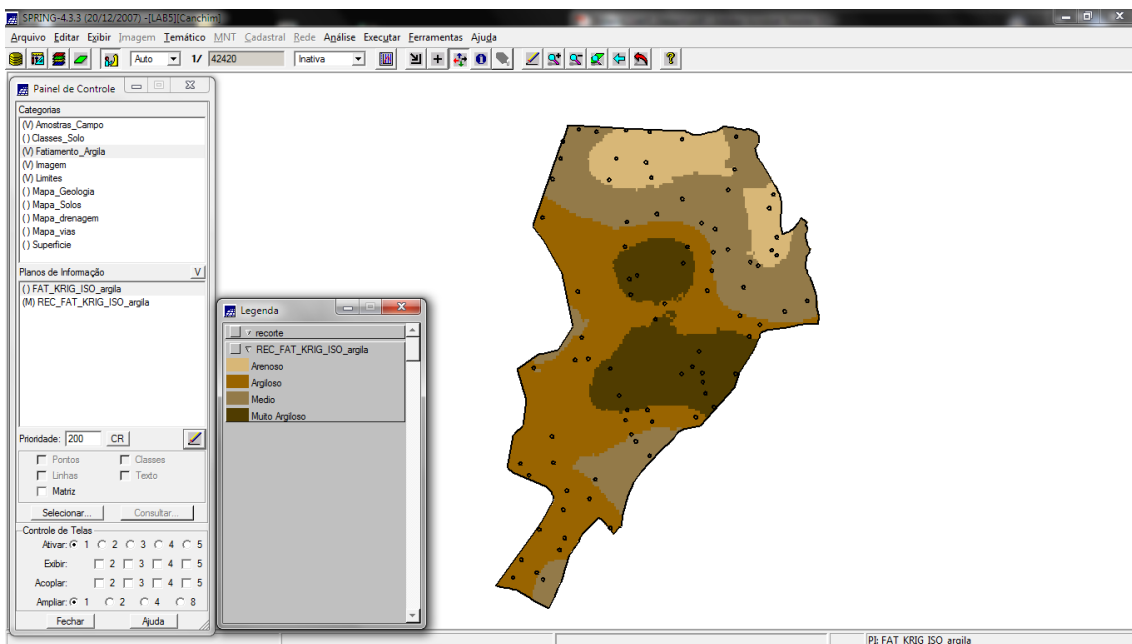 SPRING-4.3.3 (20/12/2007) -[LAB5][Canchim]
Arquivo Editar Exibir Imagem Temático MNT Cadastral Rede Análise Executar Ferramentas Ajuda
Auto 1/ 42420 Inativa
Painel de Controle
Categorias
(V) Amostras_Campo
() Classes_Solo
(V) Fatiamento_Argila
(V) Imagem
(V) Limites
() Mapa_Geologia
() Mapa_Solos
() Mapa_drenagem
() Mapa_vias
() Superficie
Planos de Informação V
() FAT_KRIG_ISO_argila
(M) REC_FAT_KRIG_ISO_argila
Prioridade: 200 CR
Pontos Classes
Linhas Texto
Matriz
Selecionar... Consultar...
Controle de Telas
Ativar: 1 2 3 4 5
Exibir: 2 3 4 5
Acoplar: 2 3 4 5
Ampliar: 1 2 4 8
Fechar Ajuda
Legenda
recorte
REC_FAT_KRIG_ISO_argila
Arenoso
Argiloso
Medio
Muito Argiloso
PI: FAT_KRIG_ISO_argila